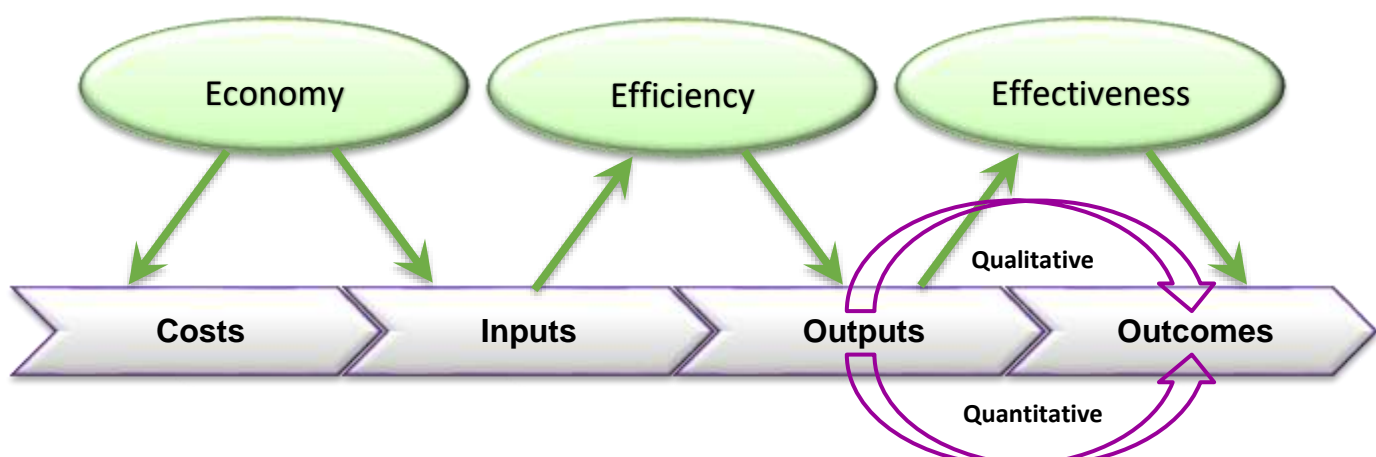 Economy
Efficiency
Effectiveness
Qualitative
Costs
Inputs
Outputs
Outcomes
Quantitative